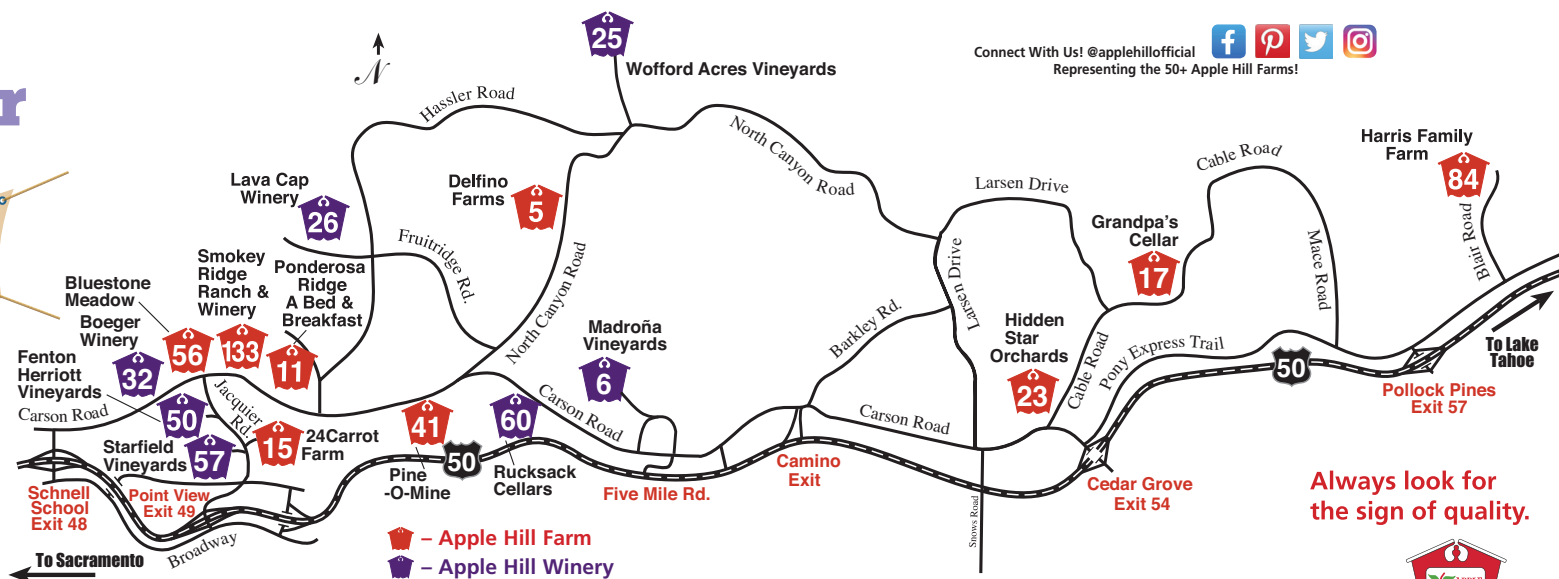 r
N
25
Wofford Acres Vineyards
Connect With Us! @applehillofficial
Representing the 50+ Apple Hill Farms!
Hassler Road
North Canyon Road
Cable Road
Harris Family
Farm
84
Blair Road
Lava Cap
Winery
26
Delfino
Farms
5
Larsen Drive
Grandpa's
Cellar
17
Mace Road
Fruitridge Rd.
North Canyon Road
Smokey
Ridge
Ranch &
Winery
133
Ponderosa
Ridge
A Bed &
Breakfast
11
Bluestone
Meadow
56
Boeger
Winery
32
Fenton
Herriott
Vineyards
50
Madroña
Vineyards
6
Barkley Rd.
Larsen Drive
Hidden
Star
Orchards
23
Cable Road
Pony Express Trail
50
To Lake
Tahoe
Pollock Pines
Exit 57
Carson Road
Jacquier
Rd.
Starfield
Vineyards
57
15
24Carrot
Farm
41
Pine
-O-Mine
50
60
Rucksack
Cellars
Carson Road
Carson Road
Schnell
School
Exit 48
Point View
Exit 49
Five Mile Rd.
Camino
Exit
Snows Road
Cedar Grove
Exit 54
Always look for
the sign of quality.
To Sacramento
Broadway
– Apple Hill Farm
– Apple Hill Winery